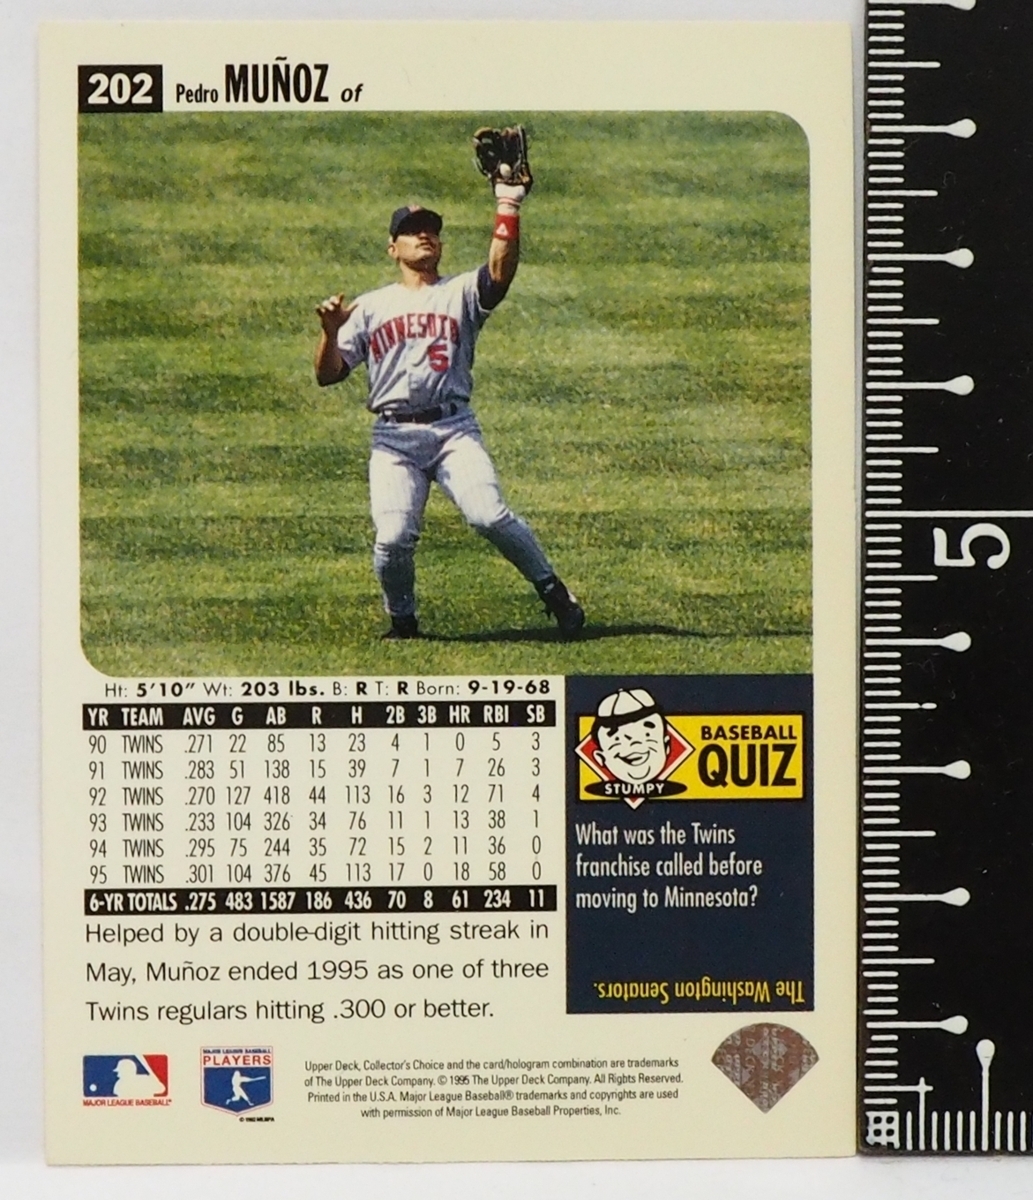 202 Pedro MUÑOZ of
MINNESOTA
5
Ht: 5'10" Wt: 203 lbs. B: R T: R Born: 9-19-68
YR TEAM AVG G AB R H 2B 3B HR RBI SB
90 TWINS .271 22 85 13 23 4 1 0 5 3
91 TWINS .283 51 138 15 39 7 1 7 26 3
92 TWINS .270 127 418 44 113 16 3 12 71 4
93 TWINS .233 104 326 34 76 11 1 13 38 1
94 TWINS .295 75 244 35 72 15 2 11 36 0
95 TWINS .301 104 376 45 113 17 0 18 58 0
6-YR TOTALS .275 483 1587 186 436 70 8 61 234 11
Helped by a double-digit hitting streak in
May, Muñoz ended 1995 as one of three
Twins regulars hitting .300 or better.
STUMPY
BASEBALL
QUIZ
What was the Twins
franchise called before
moving to Minnesota?
The Washington Senators.
MAJOR LEAGUE BASEBALL
MAJOR LEAGUE BASEBALL
PLAYERS
Upper Deck, Collector's Choice and the card/hologram combination are trademarks
of The Upper Deck Company. © 1995 The Upper Deck Company. All Rights Reserved.
Printed in the U.S.A. Major League Baseball® trademarks and copyrights are used
with permission of Major League Baseball Properties, Inc.
5